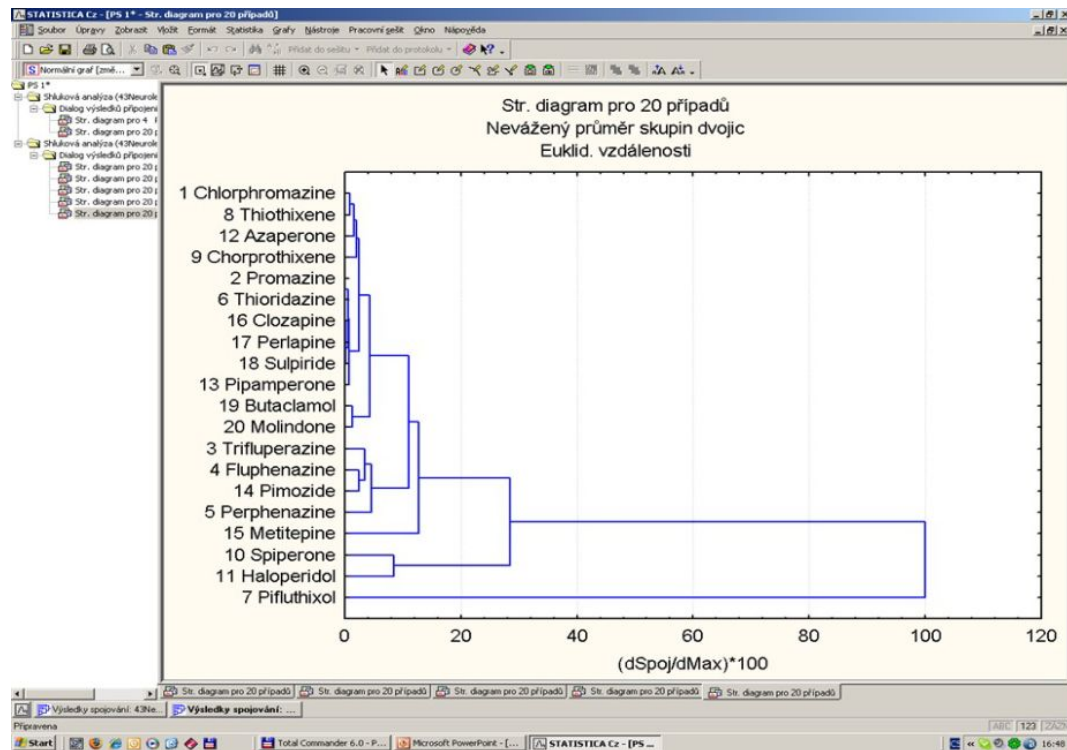 STATISTICA Cz - [PS 1* - Str. diagram pro 20 případů]
Soubor Úpravy Zobrazit Vložit Formát Statistika Grafy Nástroje Pracovní sešit Okno Nápověda
Přidat do sešitu Přidat do protokolu
Normální graf [změ...
PS 1*
Shluková analýza (43Neurole
Dialog výsledků připojení
Str. diagram pro 4
Str. diagram pro 20
Shluková analýza (43Neurole
Dialog výsledků připojení
Str. diagram pro 20
Str. diagram pro 20
Str. diagram pro 20
Str. diagram pro 20
Str. diagram pro 20
Str. diagram pro 20 případů
Nevážený průměr skupin dvojic
Euklid. vzdálenosti
1 Chlorphromazine
8 Thiothixene
12 Azaperone
9 Chorprothixene
2 Promazine
6 Thioridazine
16 Clozapine
17 Perlapine
18 Sulpiride
13 Pipamperone
19 Butaclamol
20 Molindone
3 Trifluperazine
4 Fluphenazine
14 Pimozide
5 Perphenazine
15 Metitepine
10 Spiperone
11 Haloperidol
7 Pifluthixol
0 20 40 60 80 100 120
(dSpoj/dMax)*100
Str. diagram pro 20 případů Str. diagram pro 20 případů Str. diagram pro 20 případů Str. diagram pro 20 případů Str. diagram pro 20 případů
Výsledky spojování: 43Ne... Výsledky spojování: ...
Připravena ABC 123 ZÁZN
Start Total Commander 6.0 - P... Microsoft PowerPoint - [... STATISTICA Cz - [PS ... 16:48